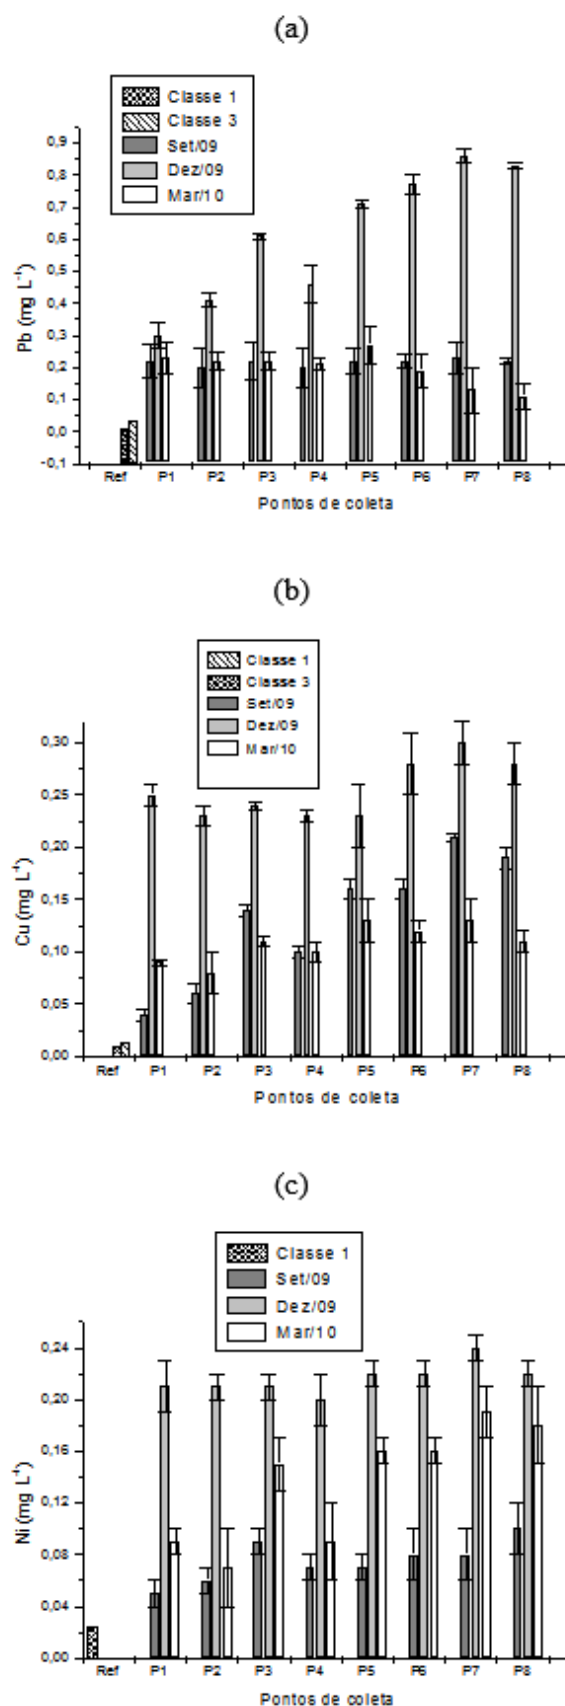 (a)
Classe 1
Classe 3
Set/09
Dez/09
Mar/10
0,9
0,8
0,7
0,6
0,5
0,4
0,3
0,2
0,1
0,0
-0,1
Pb (mg L⁻¹)
Ref P1 P2 P3 P4 P5 P6 P7 P8
Pontos de coleta
(b)
Classe 1
Classe 3
Set/09
Dez/09
Mar/10
0,30
0,25
0,20
0,15
0,10
0,05
0,00
Cu (mg L⁻¹)
Ref P1 P2 P3 P4 P5 P6 P7 P8
Pontos de coleta
(c)
Classe 1
Set/09
Dez/09
Mar/10
0,24
0,20
0,16
0,12
0,08
0,04
0,00
Ni (mg L⁻¹)
Ref P1 P2 P3 P4 P5 P6 P7 P8
Pontos de coleta